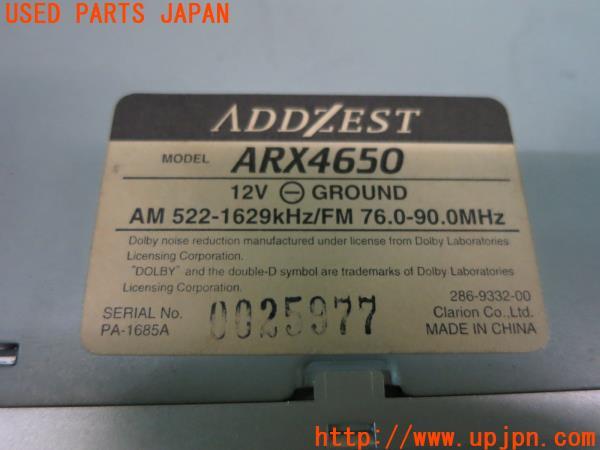 USED PARTS JAPAN
ADDZEST
MODEL ARX4650
12V ⊖ GROUND
AM 522-1629kHz/FM 76.0-90.0MHz
Dolby noise reduction manufactured under license from Dolby Laboratories
Licensing Corporation.
"DOLBY" and the double-D symbol are trademarks of Dolby Laboratories
Licensing Corporation.
286-9332-00
SERIAL No. 0025977 Clarion Co.,Ltd.
PA-1685A MADE IN CHINA
http://www.upjpn.com